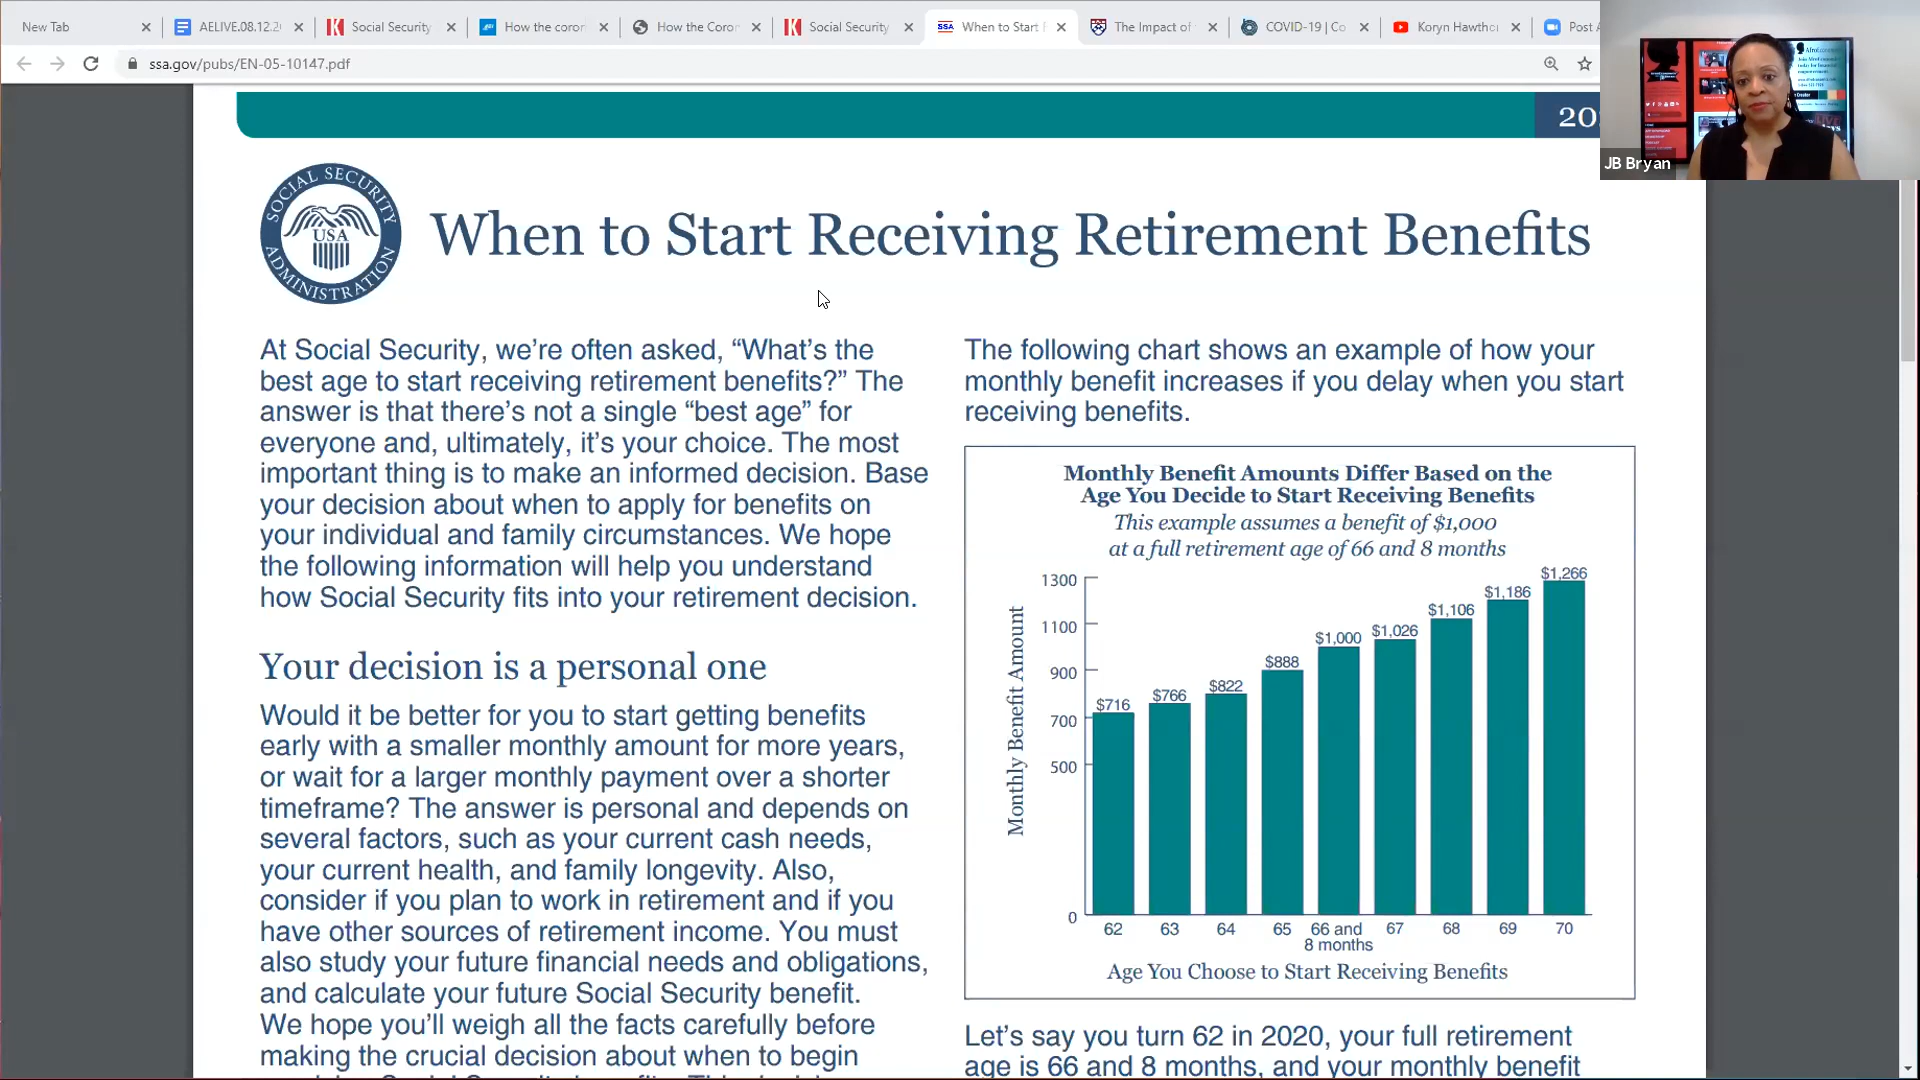 New Tab
AELIVE.08.12.2
Social Security
How the coron
How the Coron
Social Security
SSA
When to Start
The Impact of
COVID-19 | Co
Koryn Hawtho
Post A
ssa.gov/pubs/EN-05-10147.pdf
JB Bryan
SOCIAL SECURITY
USA
ADMINISTRATION
When to Start Receiving Retirement Benefits
At Social Security, we’re often asked, “What’s the
best age to start receiving retirement benefits?” The
answer is that there’s not a single “best age” for
everyone and, ultimately, it’s your choice. The most
important thing is to make an informed decision. Base
your decision about when to apply for benefits on
your individual and family circumstances. We hope
the following information will help you understand
how Social Security fits into your retirement decision.
Your decision is a personal one
Would it be better for you to start getting benefits
early with a smaller monthly amount for more years,
or wait for a larger monthly payment over a shorter
timeframe? The answer is personal and depends on
several factors, such as your current cash needs,
your current health, and family longevity. Also,
consider if you plan to work in retirement and if you
have other sources of retirement income. You must
also study your future financial needs and obligations,
and calculate your future Social Security benefit.
We hope you’ll weigh all the facts carefully before
making the crucial decision about when to begin
The following chart shows an example of how your
monthly benefit increases if you delay when you start
receiving benefits.
Monthly Benefit Amounts Differ Based on the
Age You Decide to Start Receiving Benefits
This example assumes a benefit of $1,000
at a full retirement age of 66 and 8 months
Monthly Benefit Amount
1300
1100
900
700
500
0
$716
$766
$822
$888
$1,000
$1,026
$1,106
$1,186
$1,266
62 63 64 65 66 and 67 68 69 70
8 months
Age You Choose to Start Receiving Benefits
Let’s say you turn 62 in 2020, your full retirement
age is 66 and 8 months, and your monthly benefit